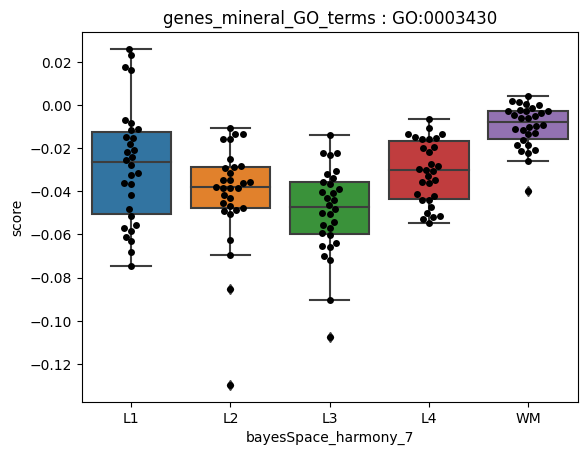 genes_mineral_GO_terms : GO:0003430
0.02
0.00
−0.02
−0.04
−0.06
−0.08
−0.10
−0.12
score
L1 L2 L3 L4 WM
bayesSpace_harmony_7